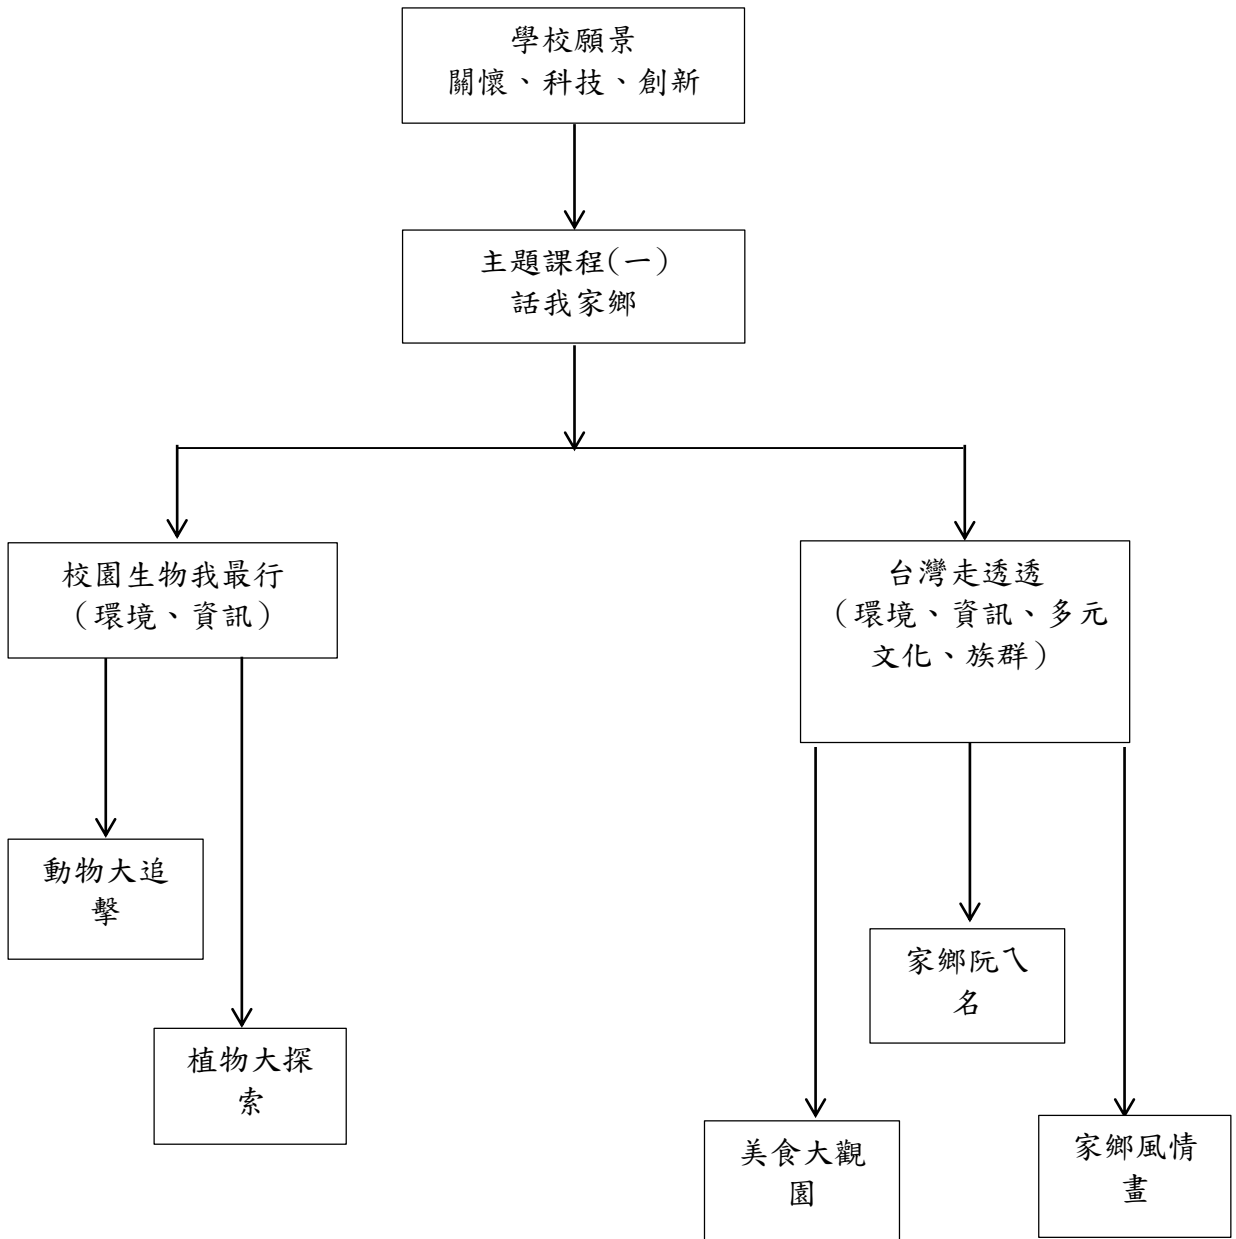 學校願景
關懷、科技、創新
主題課程(一)
話我家鄉
校園生物我最行
（環境、資訊）
台灣走透透
（環境、資訊、多元
文化、族群）
動物大追
擊
家鄉阮ㄟ
名
植物大探
索
美食大觀
園
家鄉風情
畫